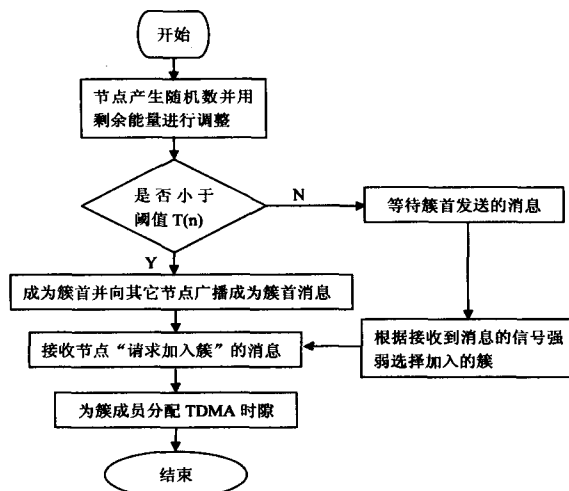 开始
节点产生随机数并用
剩余能量进行调整
是否小于
阈值 T(n)
N
等待簇首发送的消息
Y
成为簇首并向其它节点广播成为簇首消息
根据接收到消息的信号强
弱选择加入的簇
接收节点“请求加入簇”的消息
为簇成员分配 TDMA 时隙
结束